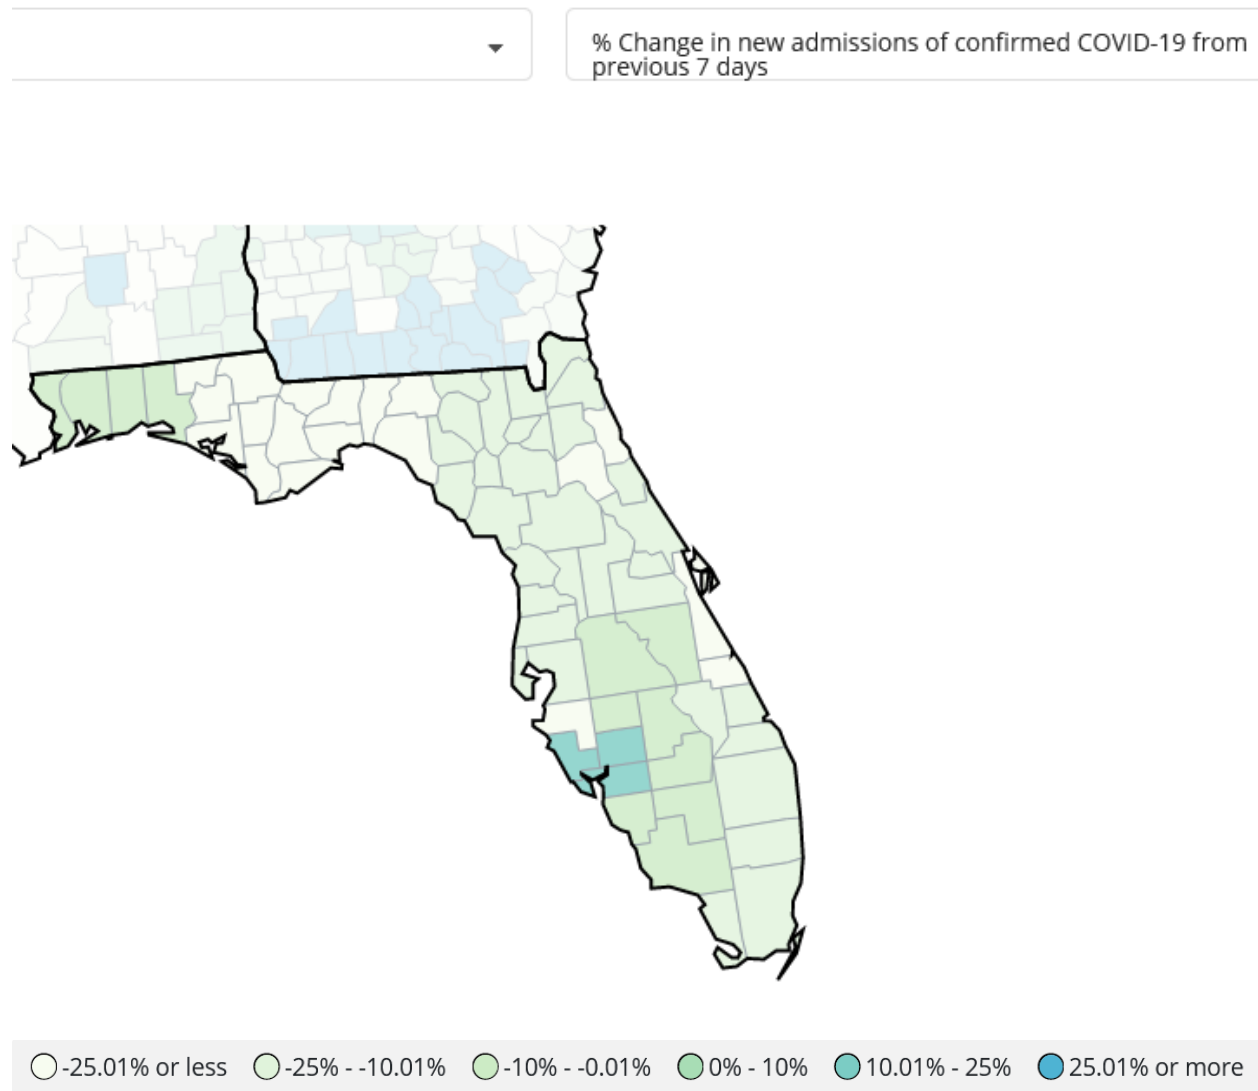 % Change in new admissions of confirmed COVID-19 from
previous 7 days
-25.01% or less -25% - -10.01% -10% - -0.01% 0% - 10% 10.01% - 25% 25.01% or more